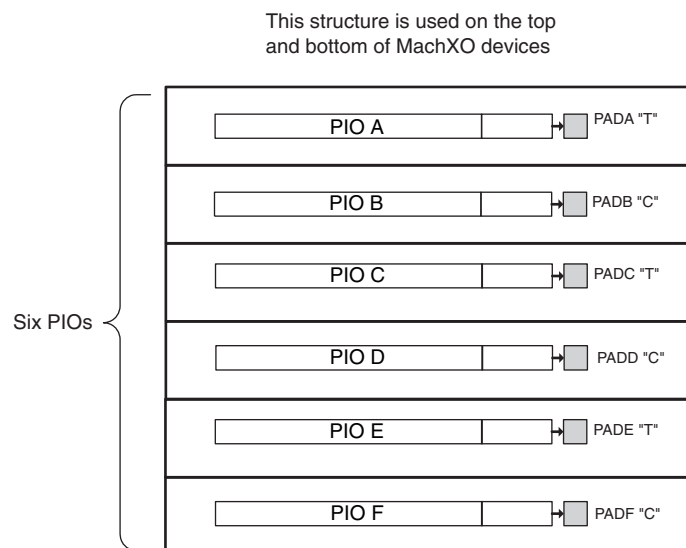 This structure is used on the top
and bottom of MachXO devices
PIO A
PADA "T"
PIO B
PADB "C"
PIO C
PADC "T"
Six PIOs
PIO D
PADD "C"
PIO E
PADE "T"
PIO F
PADF "C"